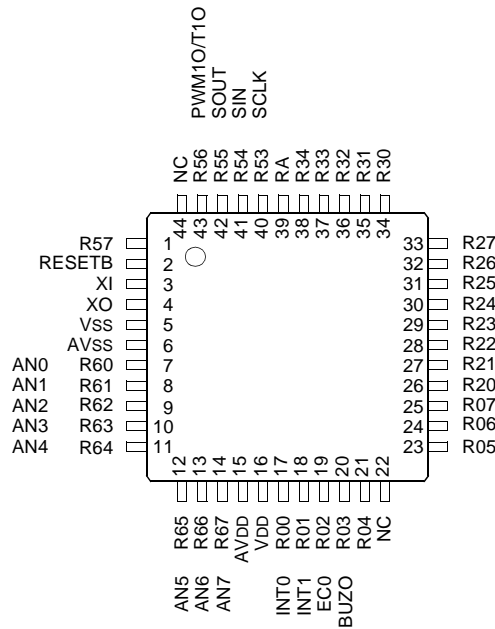 PWM1O/T1O
SOUT
SIN
SCLK
NC
R56
R55
R54
R53
RA
R34
R33
R32
R31
R30
44
43
42
41
40
39
38
37
36
35
34
R57 1
RESETB 2
XI 3
XO 4
VSS 5
AVSS 6
AN0 R60 7
AN1 R61 8
AN2 R62 9
AN3 R63 10
AN4 R64 11
33 R27
32 R26
31 R25
30 R24
29 R23
28 R22
27 R21
26 R20
25 R07
24 R06
23 R05
12
13
14
15
16
17
18
19
20
21
22
R65
R66
R67
AVDD
VDD
R00
R01
R02
R03
R04
NC
AN5
AN6
AN7
INT0
INT1
EC0
BUZO